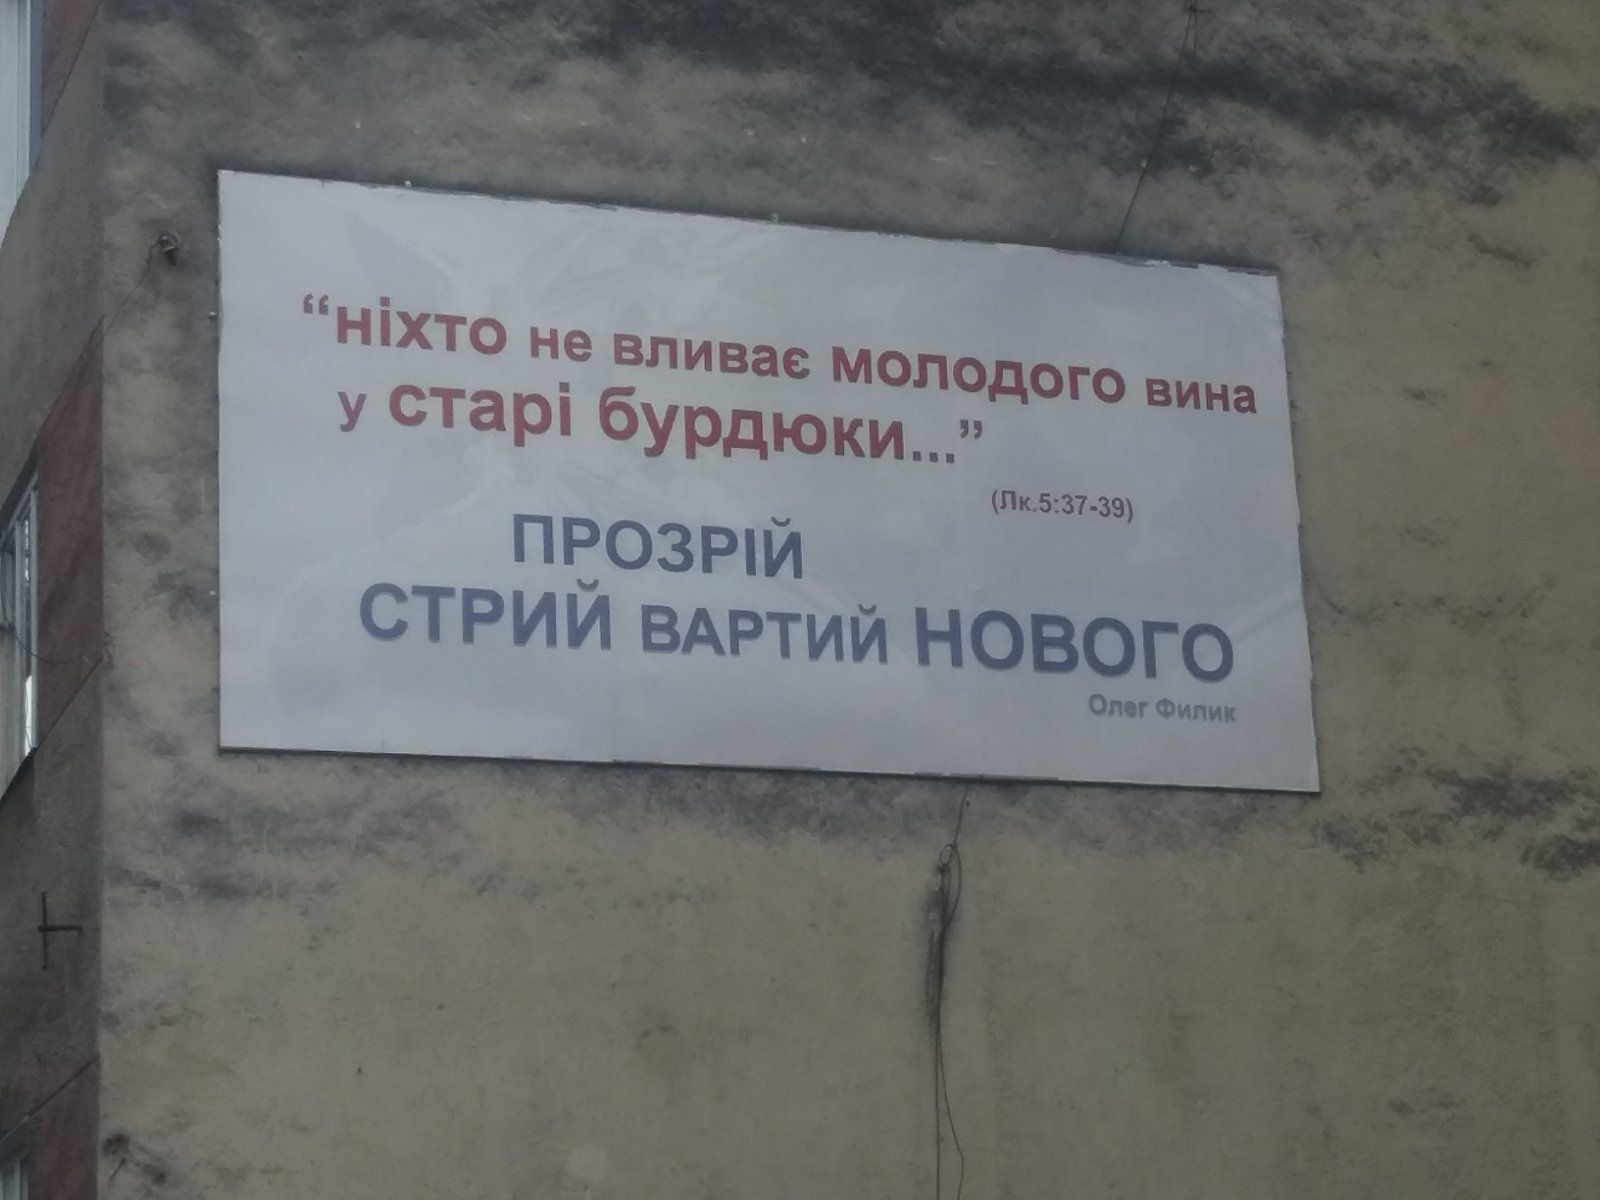 “ніхто не вливає молодого вина
у старі бурдюки...”
(Лк.5:37-39)
ПРОЗРІЙ
СТРИЙ ВАРТИЙ НОВОГО
Олег Филик